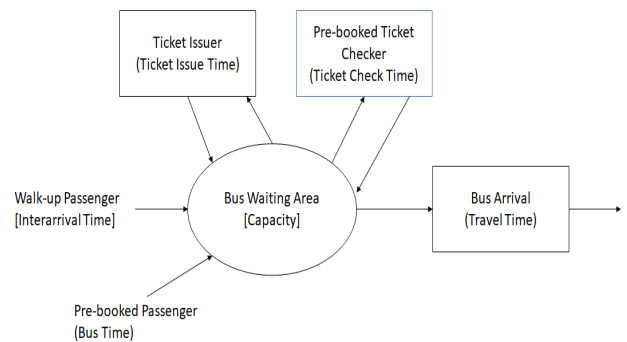 Ticket Issuer
(Ticket Issue Time)
Pre-booked Ticket
Checker
(Ticket Check Time)
Walk-up Passenger
[Interarrival Time]
Bus Waiting Area
[Capacity]
Bus Arrival
(Travel Time)
Pre-booked Passenger
(Bus Time)